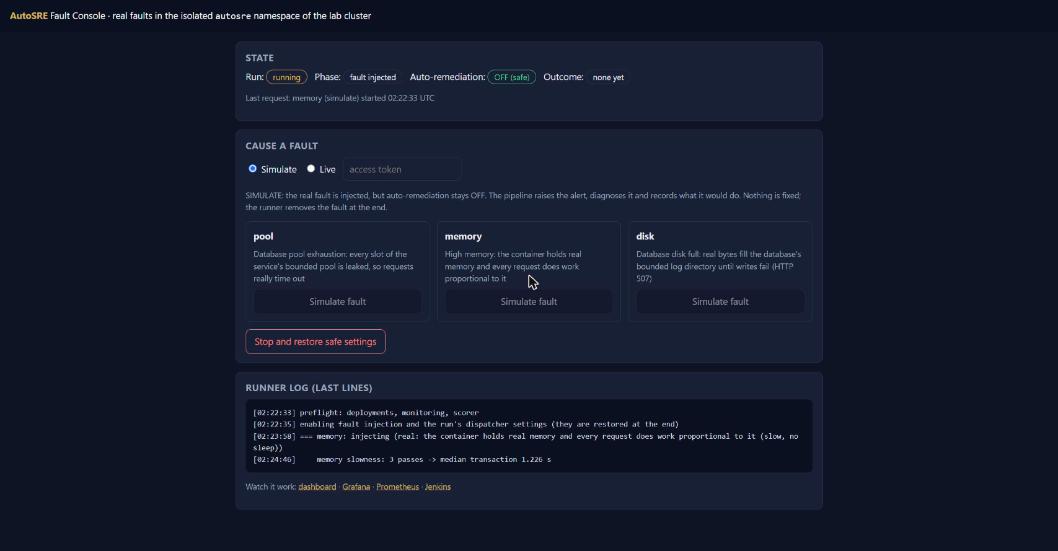 AutoSRE Fault Console · real faults in the isolated autosre namespace of the lab cluster
STATE
Run: running Phase: fault injected Auto-remediation: OFF (safe) Outcome: none yet
Last request: memory (simulate) started 02:22:33 UTC
CAUSE A FAULT
Simulate Live access token
SIMULATE: the real fault is injected, but auto-remediation stays OFF. The pipeline raises the alert, diagnoses it and records what it would do. Nothing is fixed;
the runner removes the fault at the end.
pool
Database pool exhaustion: every slot of the
service's bounded pool is leaked, so requests
really time out
Simulate fault
memory
High memory: the container holds real
memory and every request does work
proportional to it
Simulate fault
disk
Database disk full: real bytes fill the database's
bounded log directory until writes fail (HTTP
507)
Simulate fault
Stop and restore safe settings
RUNNER LOG (LAST LINES)
[02:22:33] preflight: deployments, monitoring, scorer
[02:22:35] enabling fault injection and the run's dispatcher settings (they are restored at the end)
[02:23:58] === memory: injecting (real: the container holds real memory and every request does work proportional to it (slow, no
sleep))
[02:24:46] memory slowness: 3 passes -> median transaction 1.226 s
Watch it work: dashboard · Grafana · Prometheus · Jenkins